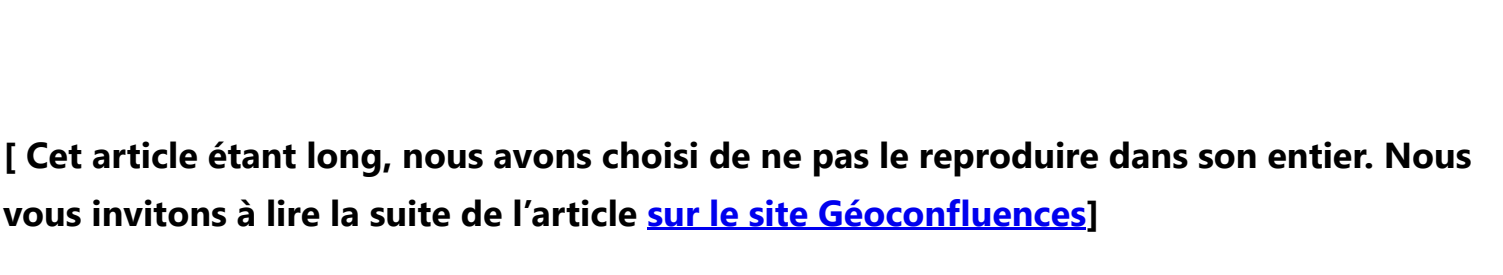 [ Cet article étant long, nous avons choisi de ne pas le reproduire dans son entier. Nous
vous invitons à lire la suite de l’article sur le site Géoconfluences]